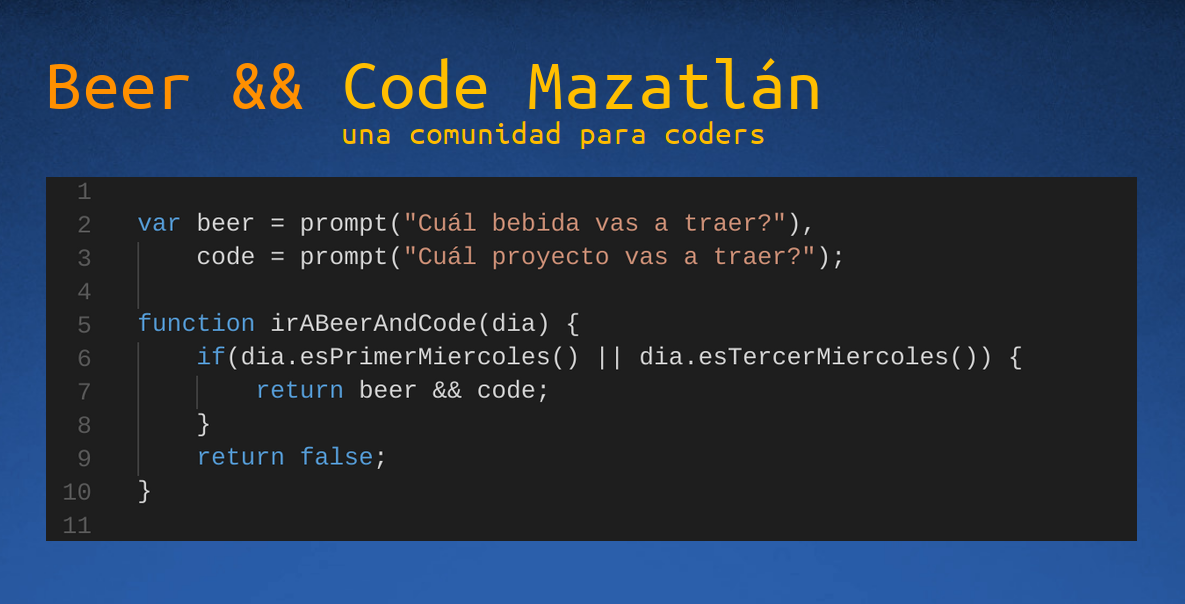 Beer && Code Mazatlán
una comunidad para coders
1
2 var beer = prompt("Cuál bebida vas a traer?"),
3     code = prompt("Cuál proyecto vas a traer?");
4
5 function irABeerAndCode(dia) {
6     if(dia.esPrimerMiercoles() || dia.esTercerMiercoles()) {
7         return beer && code;
8     }
9     return false;
10 }
11